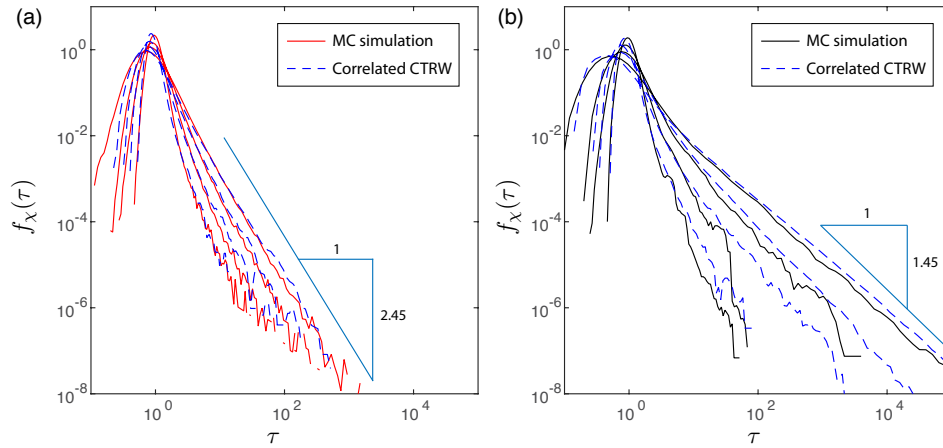 (a)
MC simulation
Correlated CTRW
10^0
10^-2
10^-4
10^-6
10^-8
f_χ(τ)
1
2.45
10^0
10^2
10^4
τ
(b)
MC simulation
Correlated CTRW
10^0
10^-2
10^-4
10^-6
10^-8
f_χ(τ)
1
1.45
10^0
10^2
10^4
τ